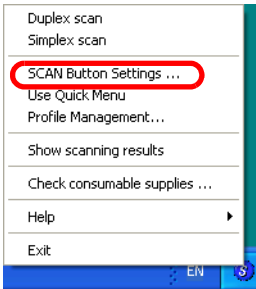 Duplex scan
Simplex scan
SCAN Button Settings ...
Use Quick Menu
Profile Management...
Show scanning results
Check consumable supplies ...
Help
Exit
EN
S